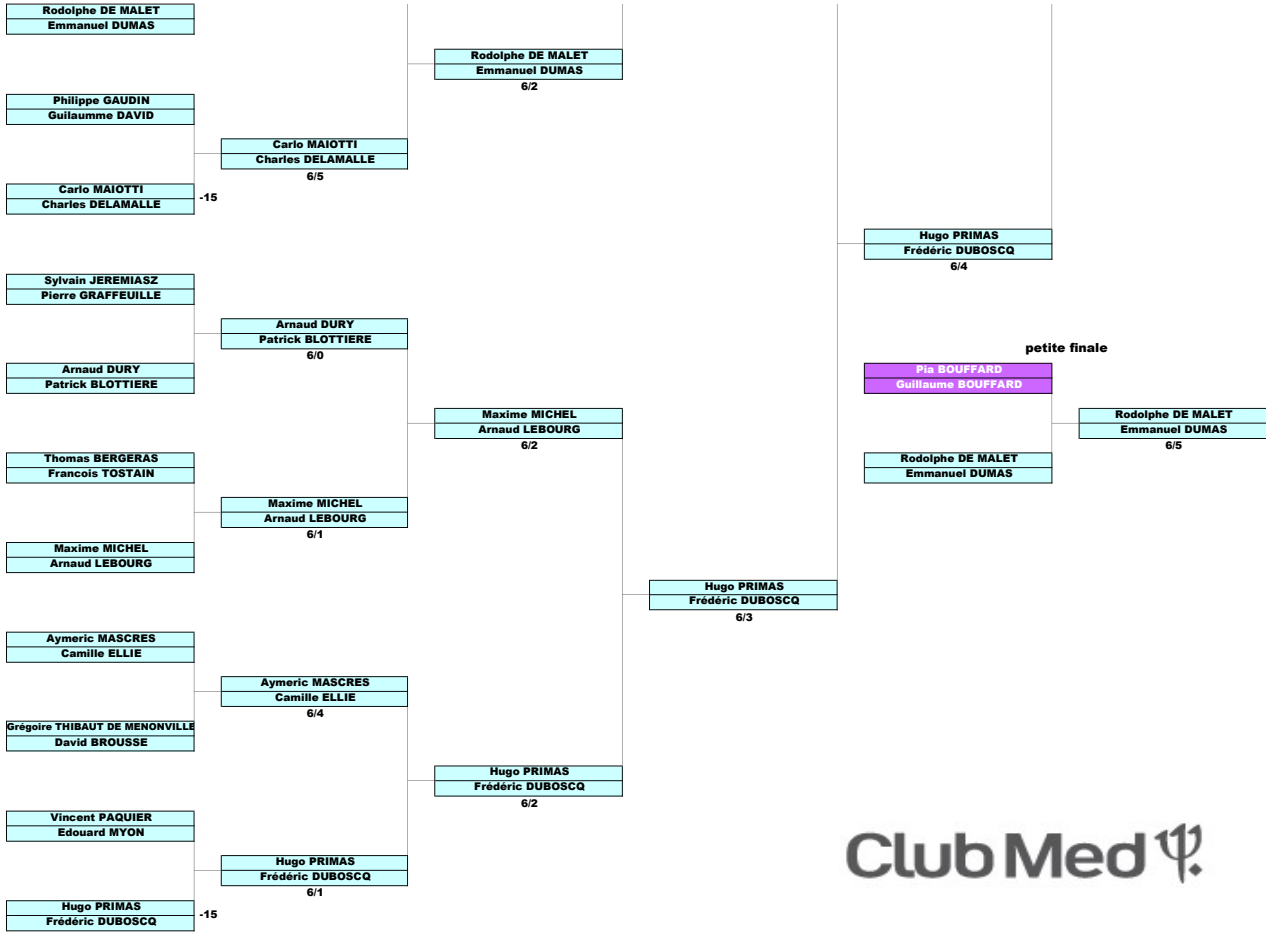 Rodolphe DE MALET
Emmanuel DUMAS
Philippe GAUDIN
Guilaumme DAVID
Carlo MAIOTTI
Charles DELAMALLE
-15
Sylvain JEREMIASZ
Pierre GRAFFEUILLE
Arnaud DURY
Patrick BLOTTIERE
Thomas BERGERAS
Francois TOSTAIN
Maxime MICHEL
Arnaud LEBOURG
Aymeric MASCRES
Camille ELLIE
Grégoire THIBAUT DE MENONVILLE
David BROUSSE
Vincent PAQUIER
Edouard MYON
Hugo PRIMAS
Frédéric DUBOSCQ
-15
Carlo MAIOTTI
Charles DELAMALLE
6/5
Arnaud DURY
Patrick BLOTTIERE
6/0
Maxime MICHEL
Arnaud LEBOURG
6/1
Aymeric MASCRES
Camille ELLIE
6/4
Hugo PRIMAS
Frédéric DUBOSCQ
6/1
Rodolphe DE MALET
Emmanuel DUMAS
6/2
Maxime MICHEL
Arnaud LEBOURG
6/2
Hugo PRIMAS
Frédéric DUBOSCQ
6/2
Hugo PRIMAS
Frédéric DUBOSCQ
6/3
Hugo PRIMAS
Frédéric DUBOSCQ
6/4
petite finale
Pia BOUFFARD
Guillaume BOUFFARD
Rodolphe DE MALET
Emmanuel DUMAS
Rodolphe DE MALET
Emmanuel DUMAS
6/5
Club Med